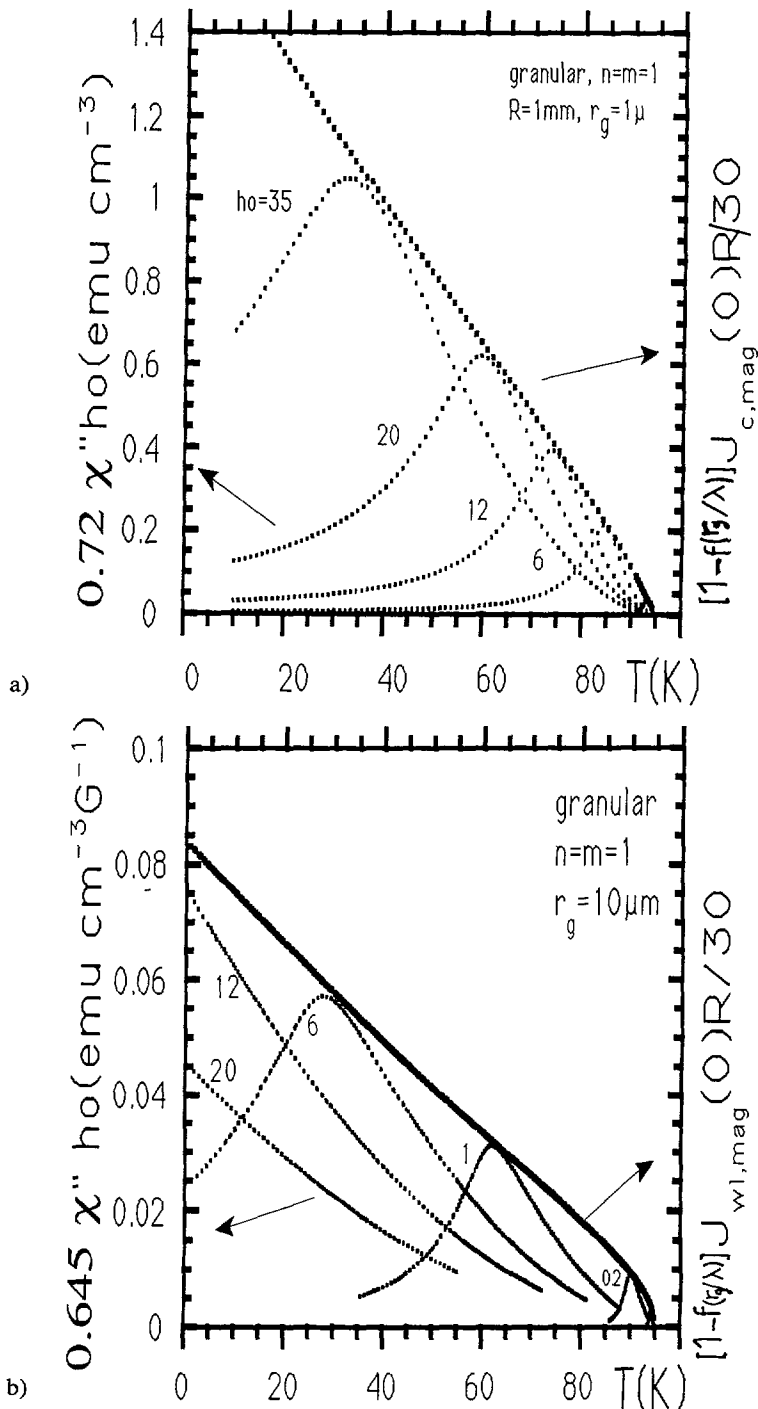 1.4
1.2
1
0.8
0.6
0.4
0.2
0
0.72 χ"ho(emu cm⁻³)
granular, n=m=1
R=1mm, r_g=1μ
ho=35
20
12
6
[1-f(r_g/λ)]J_c,mag (0)R/30
0 20 40 60 80 T(K)
a)
0.1
0.08
0.06
0.04
0.02
0
0.645 χ" ho(emu cm⁻³G⁻¹)
granular
n=m=1
r_g=10μm
12
6
20
1
02
[1-f(r_g/λ)]J_wl,mag (0)R/30
0 20 40 60 80 T(K)
b)